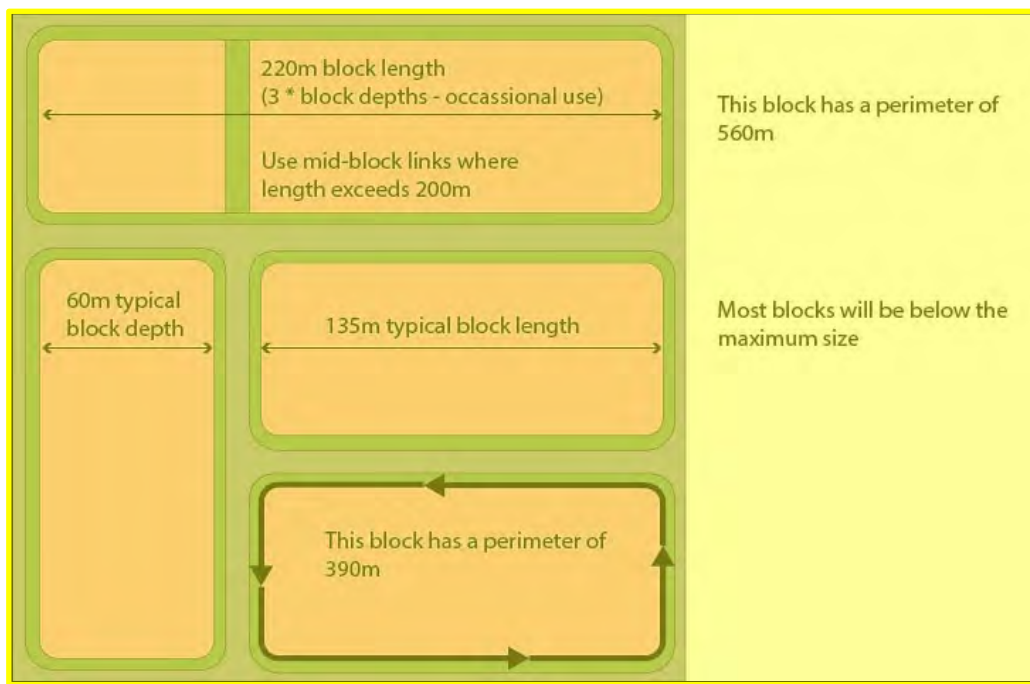 220m block length
(3 * block depths - occassional use)
Use mid-block links where
length exceeds 200m
This block has a perimeter of
560m
60m typical
block depth
135m typical block length
Most blocks will be below the
maximum size
This block has a perimeter of
390m